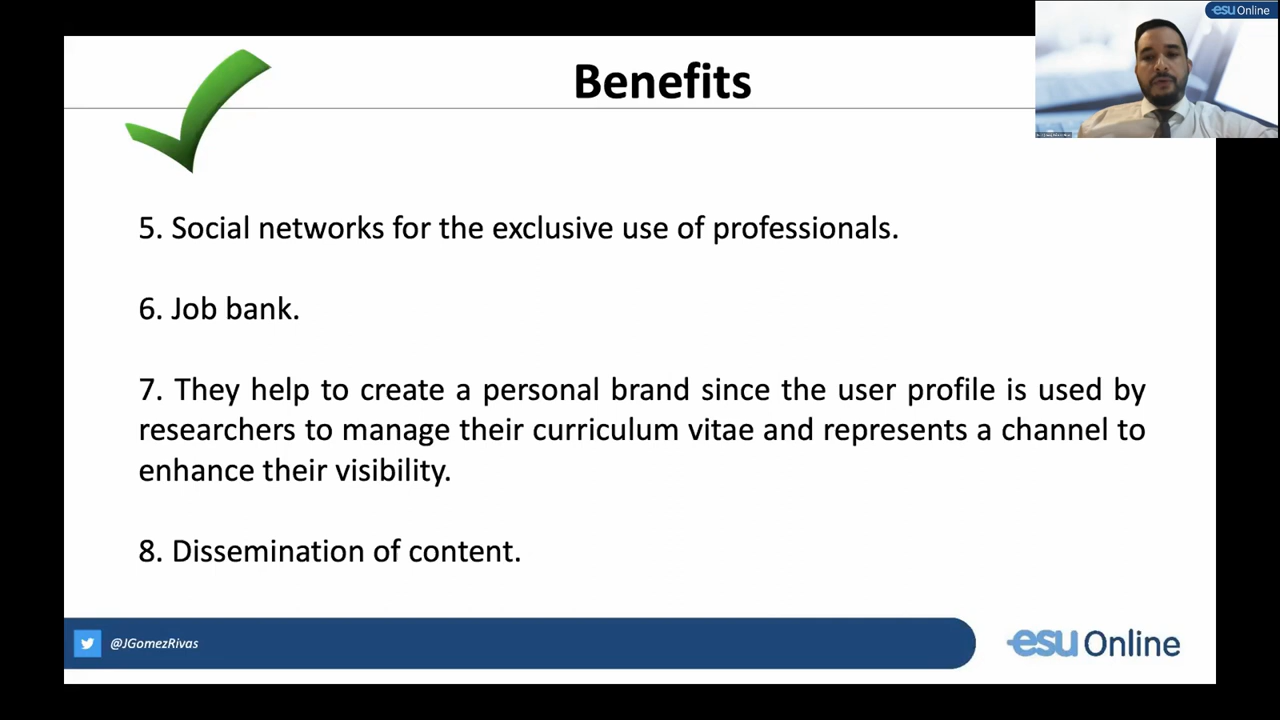 esu Online
Benefits
5. Social networks for the exclusive use of professionals.
6. Job bank.
7. They help to create a personal brand since the user profile is used by
researchers to manage their curriculum vitae and represents a channel to
enhance their visibility.
8. Dissemination of content.
@JGomezRivas
esu Online